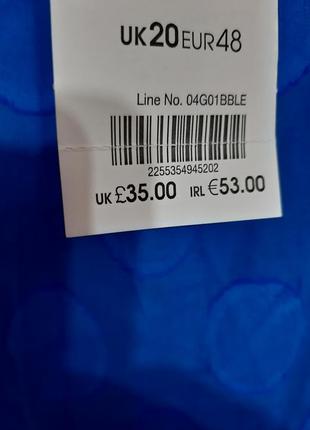 UK20EUR48
Line No. 04G01BBLE
2255354945202
UK £35.00 IRL €53.00